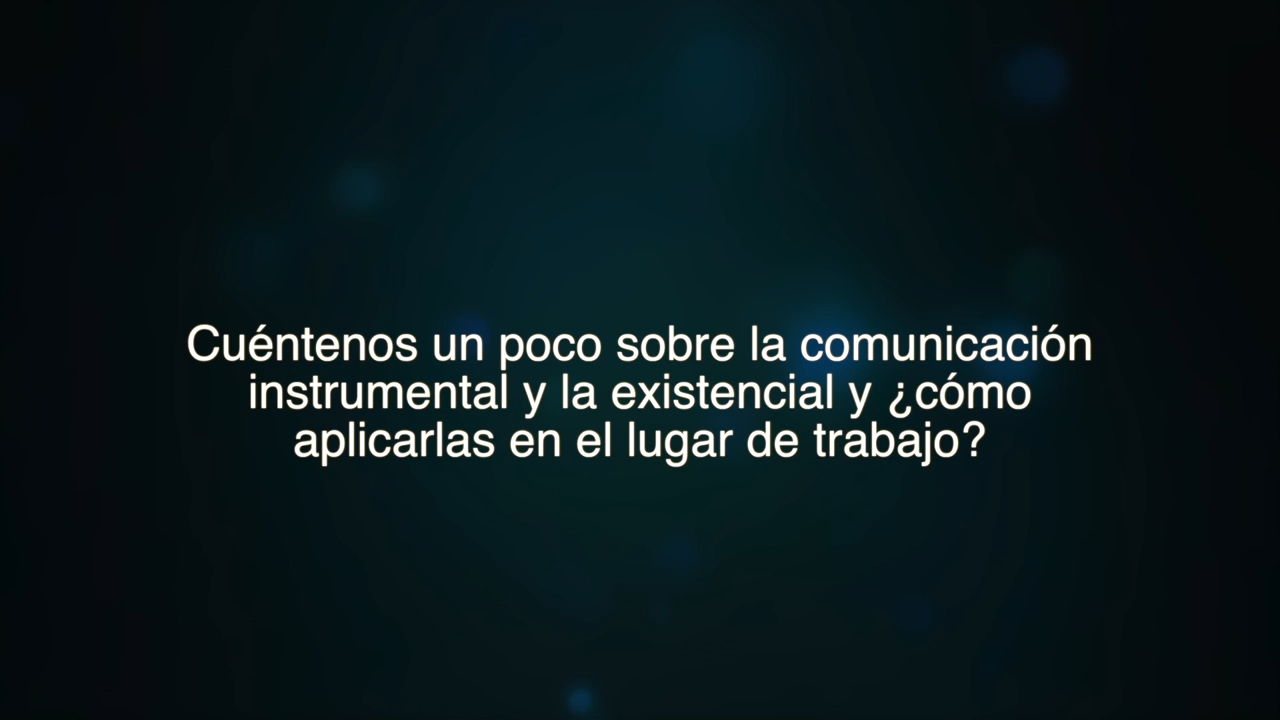 Cuéntenos un poco sobre la comunicación
instrumental y la existencial y ¿cómo
aplicarlas en el lugar de trabajo?